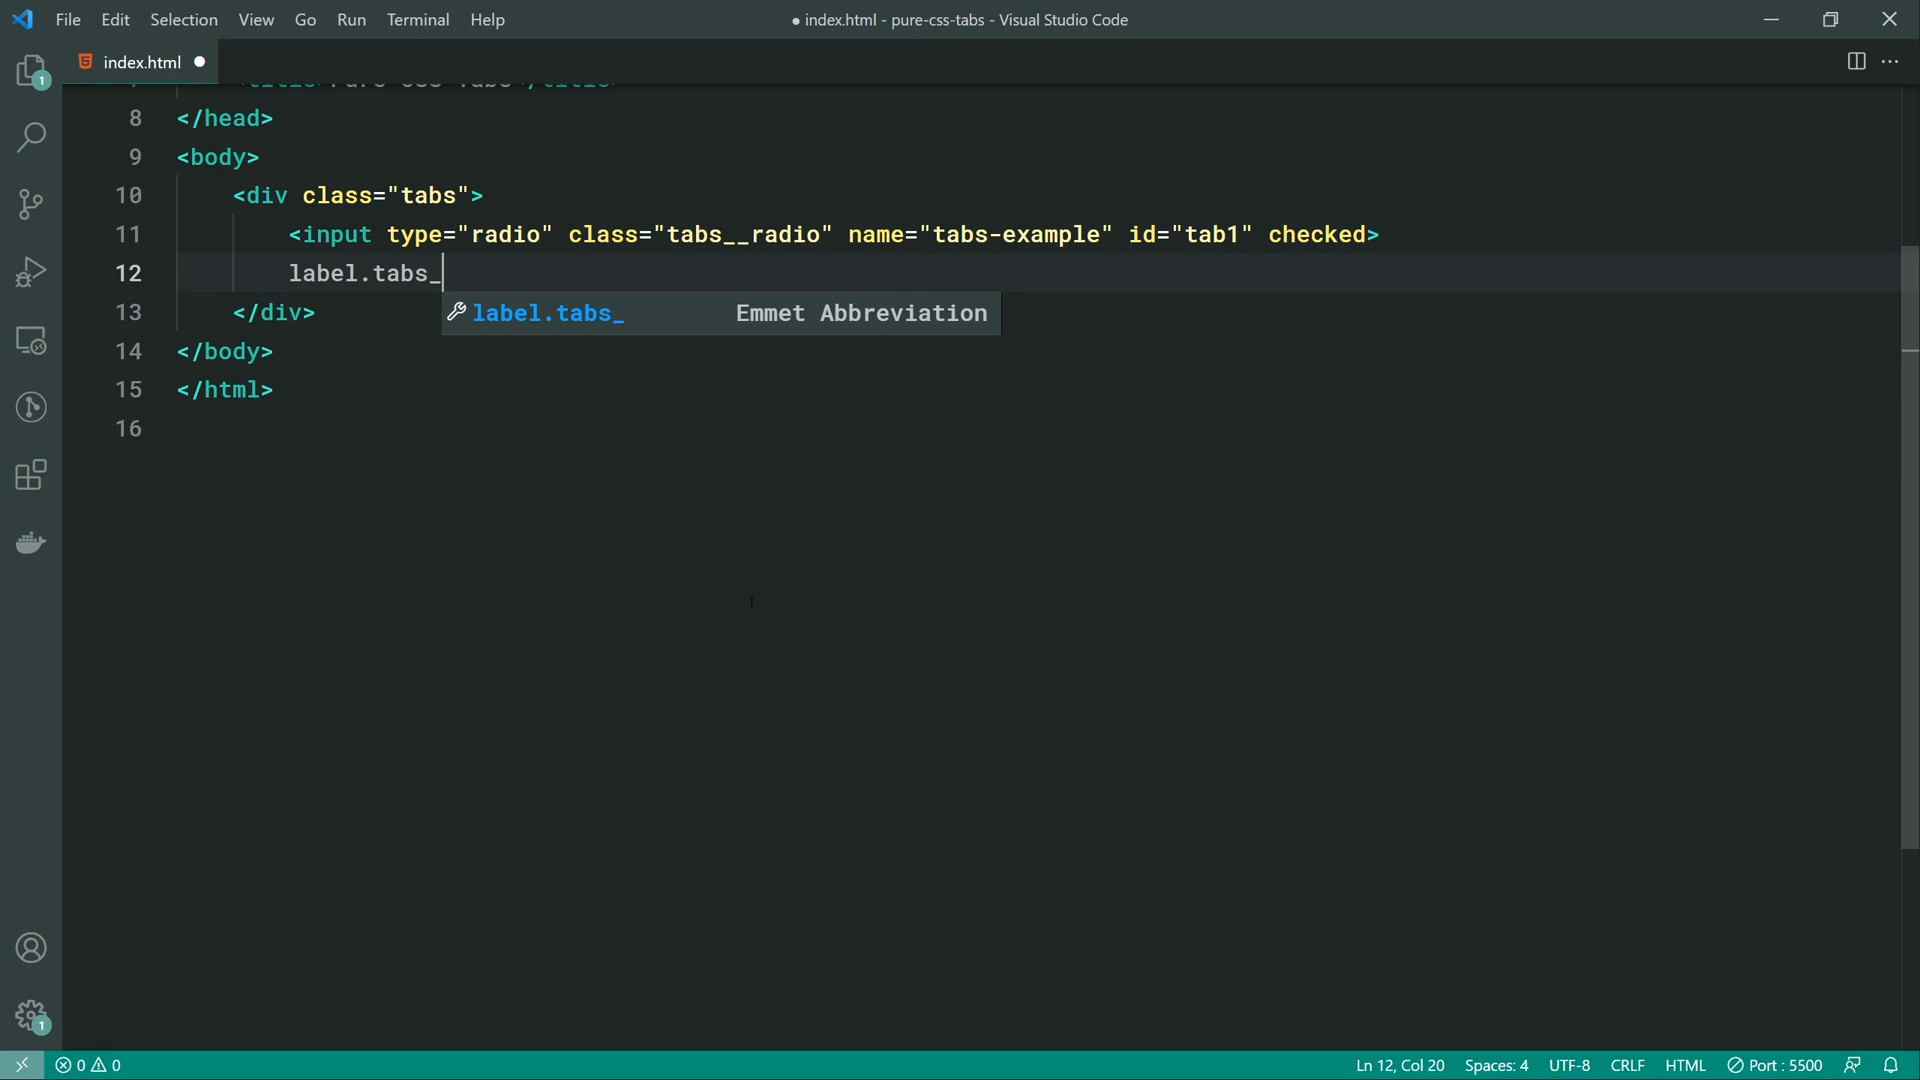 File Edit Selection View Go Run Terminal Help
● index.html - pure-css-tabs - Visual Studio Code
index.html
8 </head>
9 <body>
10 <div class="tabs">
11 <input type="radio" class="tabs__radio" name="tabs-example" id="tab1" checked>
12 label.tabs_
label.tabs_ Emmet Abbreviation
13 </div>
14 </body>
15 </html>
16
1
1
0 0
Ln 12, Col 20 Spaces: 4 UTF-8 CRLF HTML Port : 5500